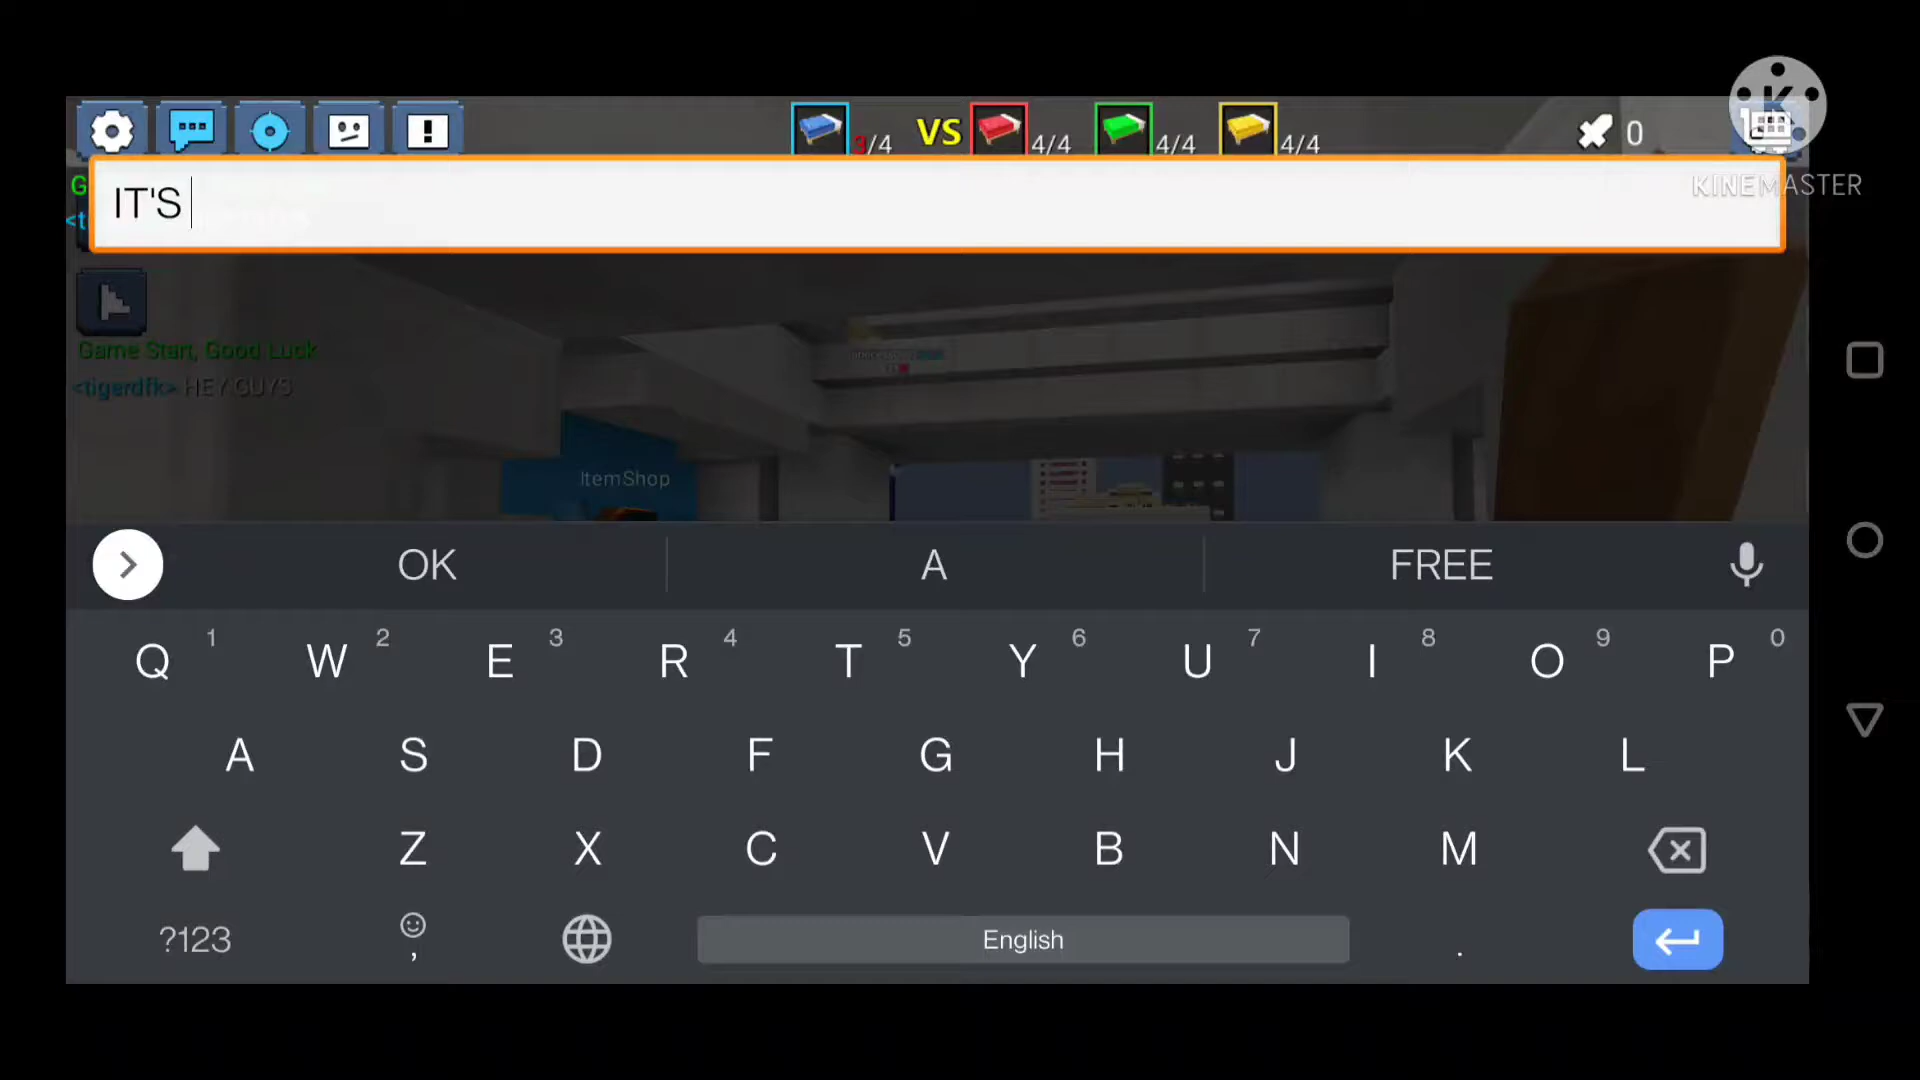 3/4 VS 4/4 4/4 4/4 0
KINEMASTER
IT'S
Game Start, Good Luck
<tigerdfk> HEY GUYS
ItemShop
OK A FREE
Q 1 W 2 E 3 R 4 T 5 Y 6 U 7 I 8 O 9 P 0
A S D F G H J K L
Z X C V B N M
?123 , English .